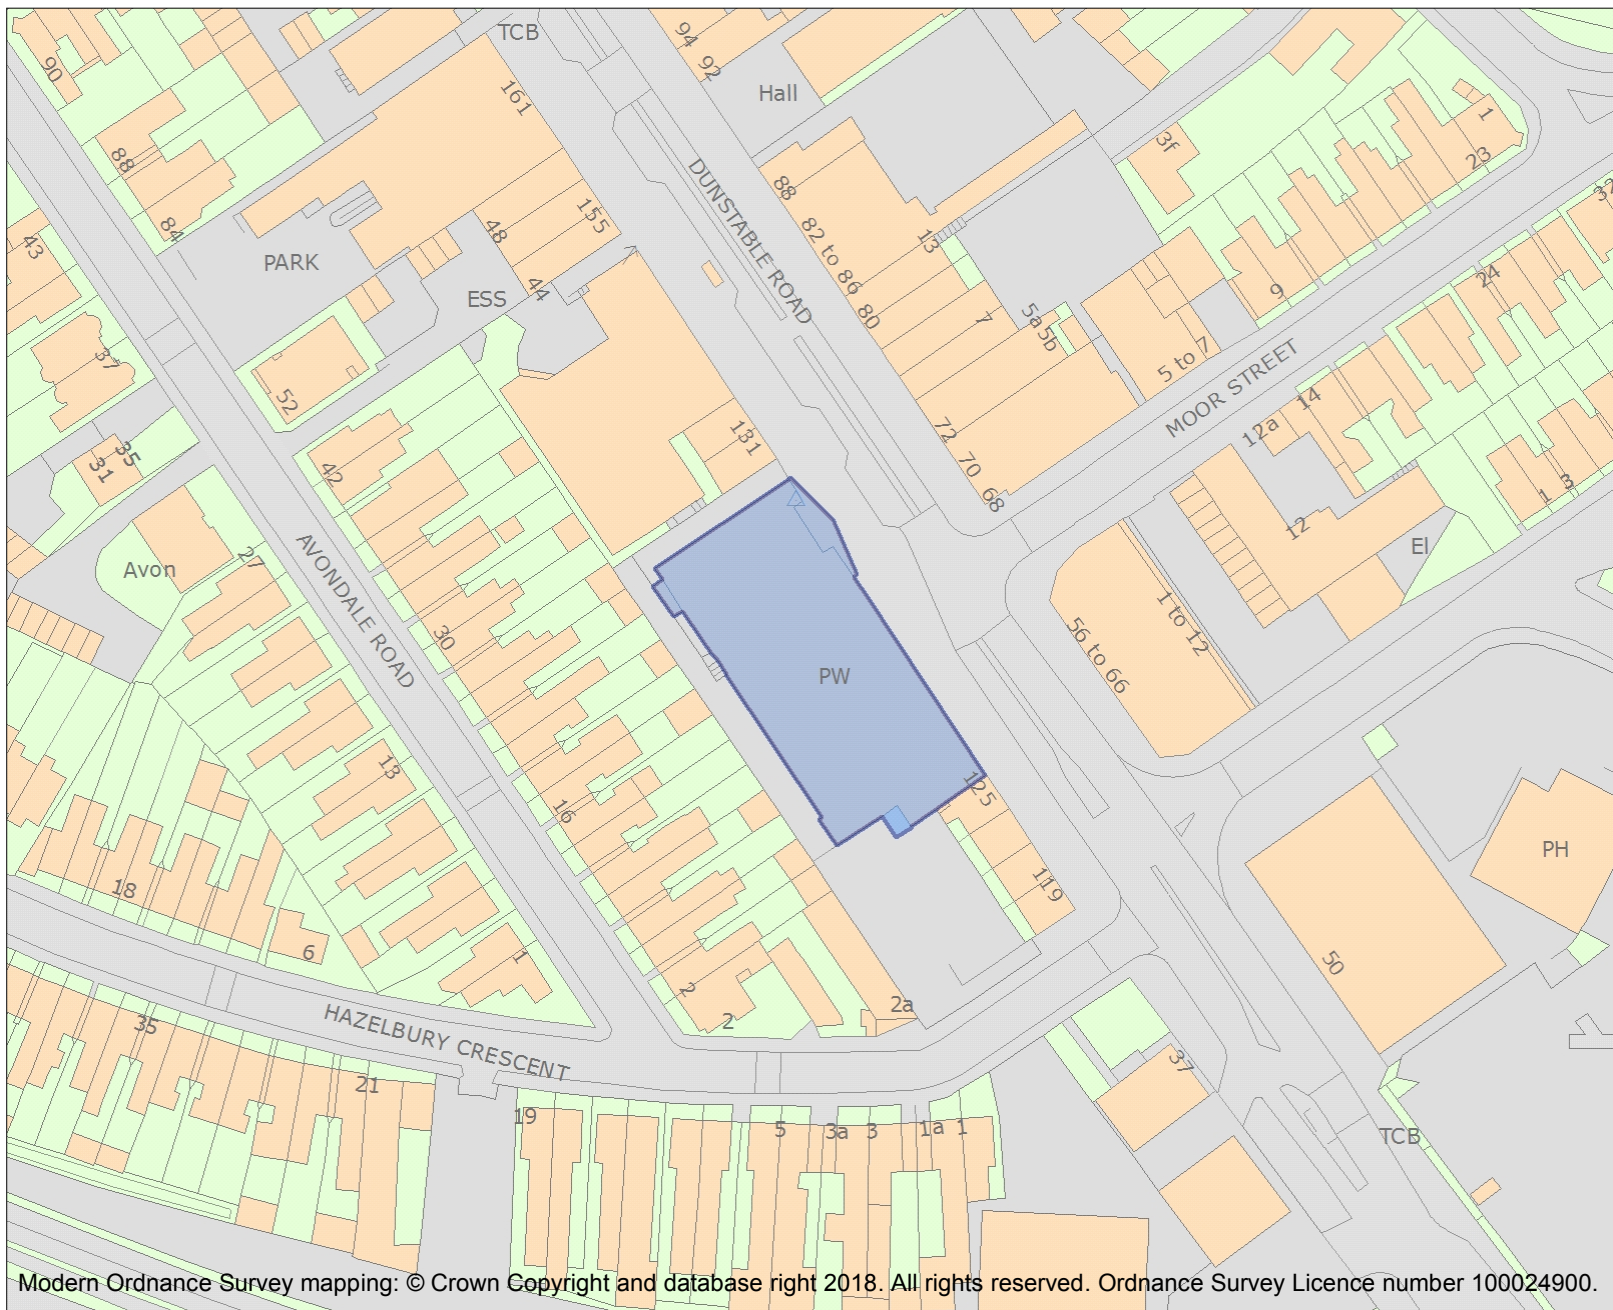 TCB
94
92
90
161
Hall
1
88
3f
23
DUNSTABLE ROAD
88
32
84
155
43
48
82 to 86
13
PARK
44
ESS
24
9
80
7
5a
5b
37
5 to 7
MOOR STREET
52
14
131
72
12a
35
31
42
70
68
1
3
12
El
27
Avon
AVONDALE ROAD
1 to 12
30
56 to 66
PW
13
125
16
PH
18
119
6
1
50
2
2a
2
35
HAZELBURY CRESCENT
37
21
19
5
3a
3
1a
1
TCB
Modern Ordnance Survey mapping: © Crown Copyright and database right 2018. All rights reserved. Ordnance Survey Licence number 100024900.